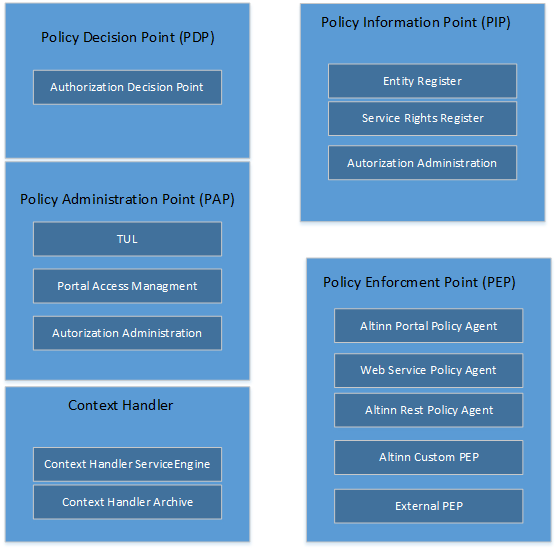 Policy Decision Point (PDP)
Authorization Decision Point
Policy Administration Point (PAP)
TUL
Portal Access Managment
Autorization Administration
Context Handler
Context Handler ServiceEngine
Context Handler Archive
Policy Information Point (PIP)
Entity Register
Service Rights Register
Autorization Administration
Policy Enforcment Point (PEP)
Altinn Portal Policy Agent
Web Service Policy Agent
Altinn Rest Policy Agent
Altinn Custom PEP
External PEP